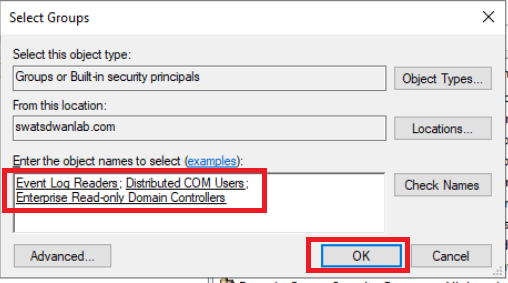 Select Groups
Select this object type:
Groups or Built-in security principals
Object Types...
From this location:
swatsdwanlab.com
Locations...
Enter the object names to select (examples):
Event Log Readers; Distributed COM Users;
Enterprise Read-only Domain Controllers
Check Names
Advanced...
OK
Cancel